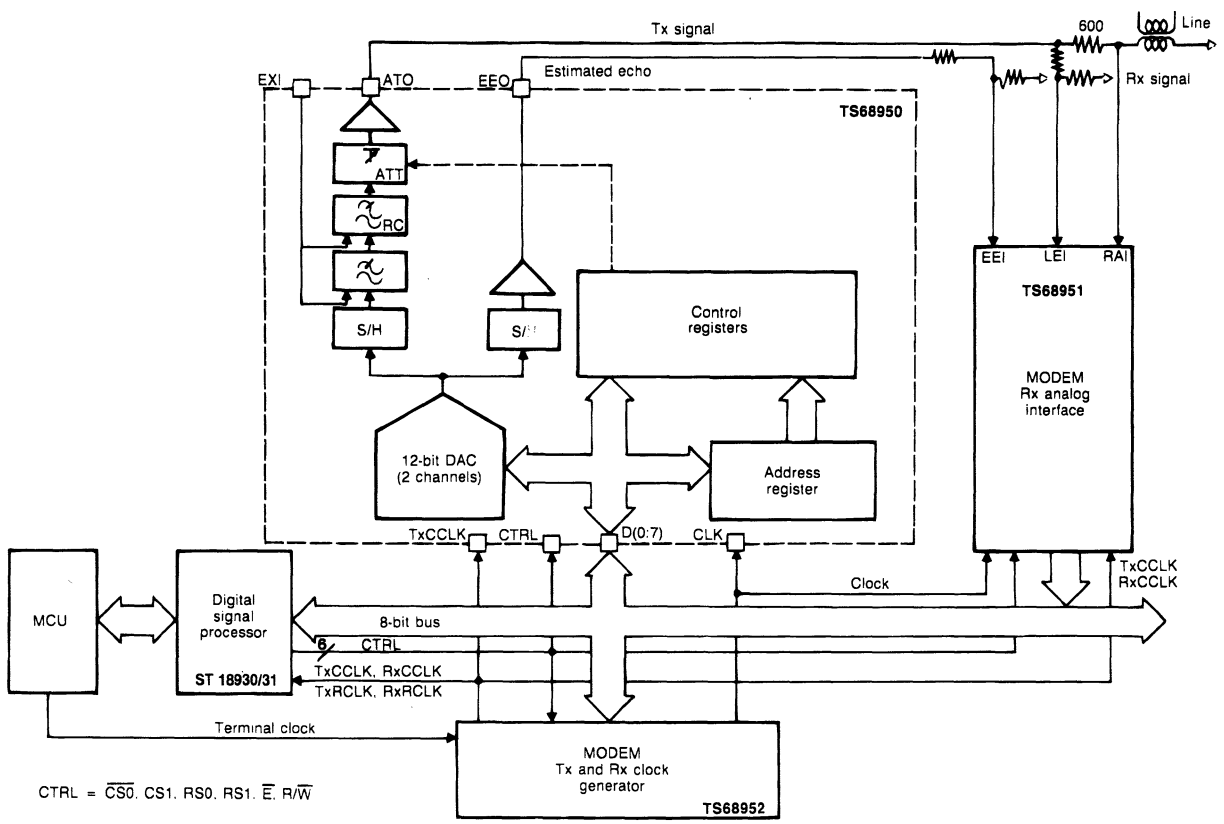 Tx signal
600
Line
EXI
ATO
EEO
Estimated echo
Rx signal
TS68950
ATT
RC
S/H
S/
EEI
LEI
RAI
TS68951
Control
registers
MODEM
Rx analog
interface
12-bit DAC
(2 channels)
Address
register
TxCCLK
CTRL
D(0:7)
CLK
TxCCLK
RxCCLK
Clock
MCU
Digital
signal
processor
ST 18930/31
8-bit bus
6
CTRL
TxCCLK, RxCCLK
TxRCLK, RxRCLK
Terminal clock
MODEM
Tx and Rx clock
generator
TS68952
CTRL = C̅S̅0̅, CS1, RS0, RS1, E̅, R/W̅